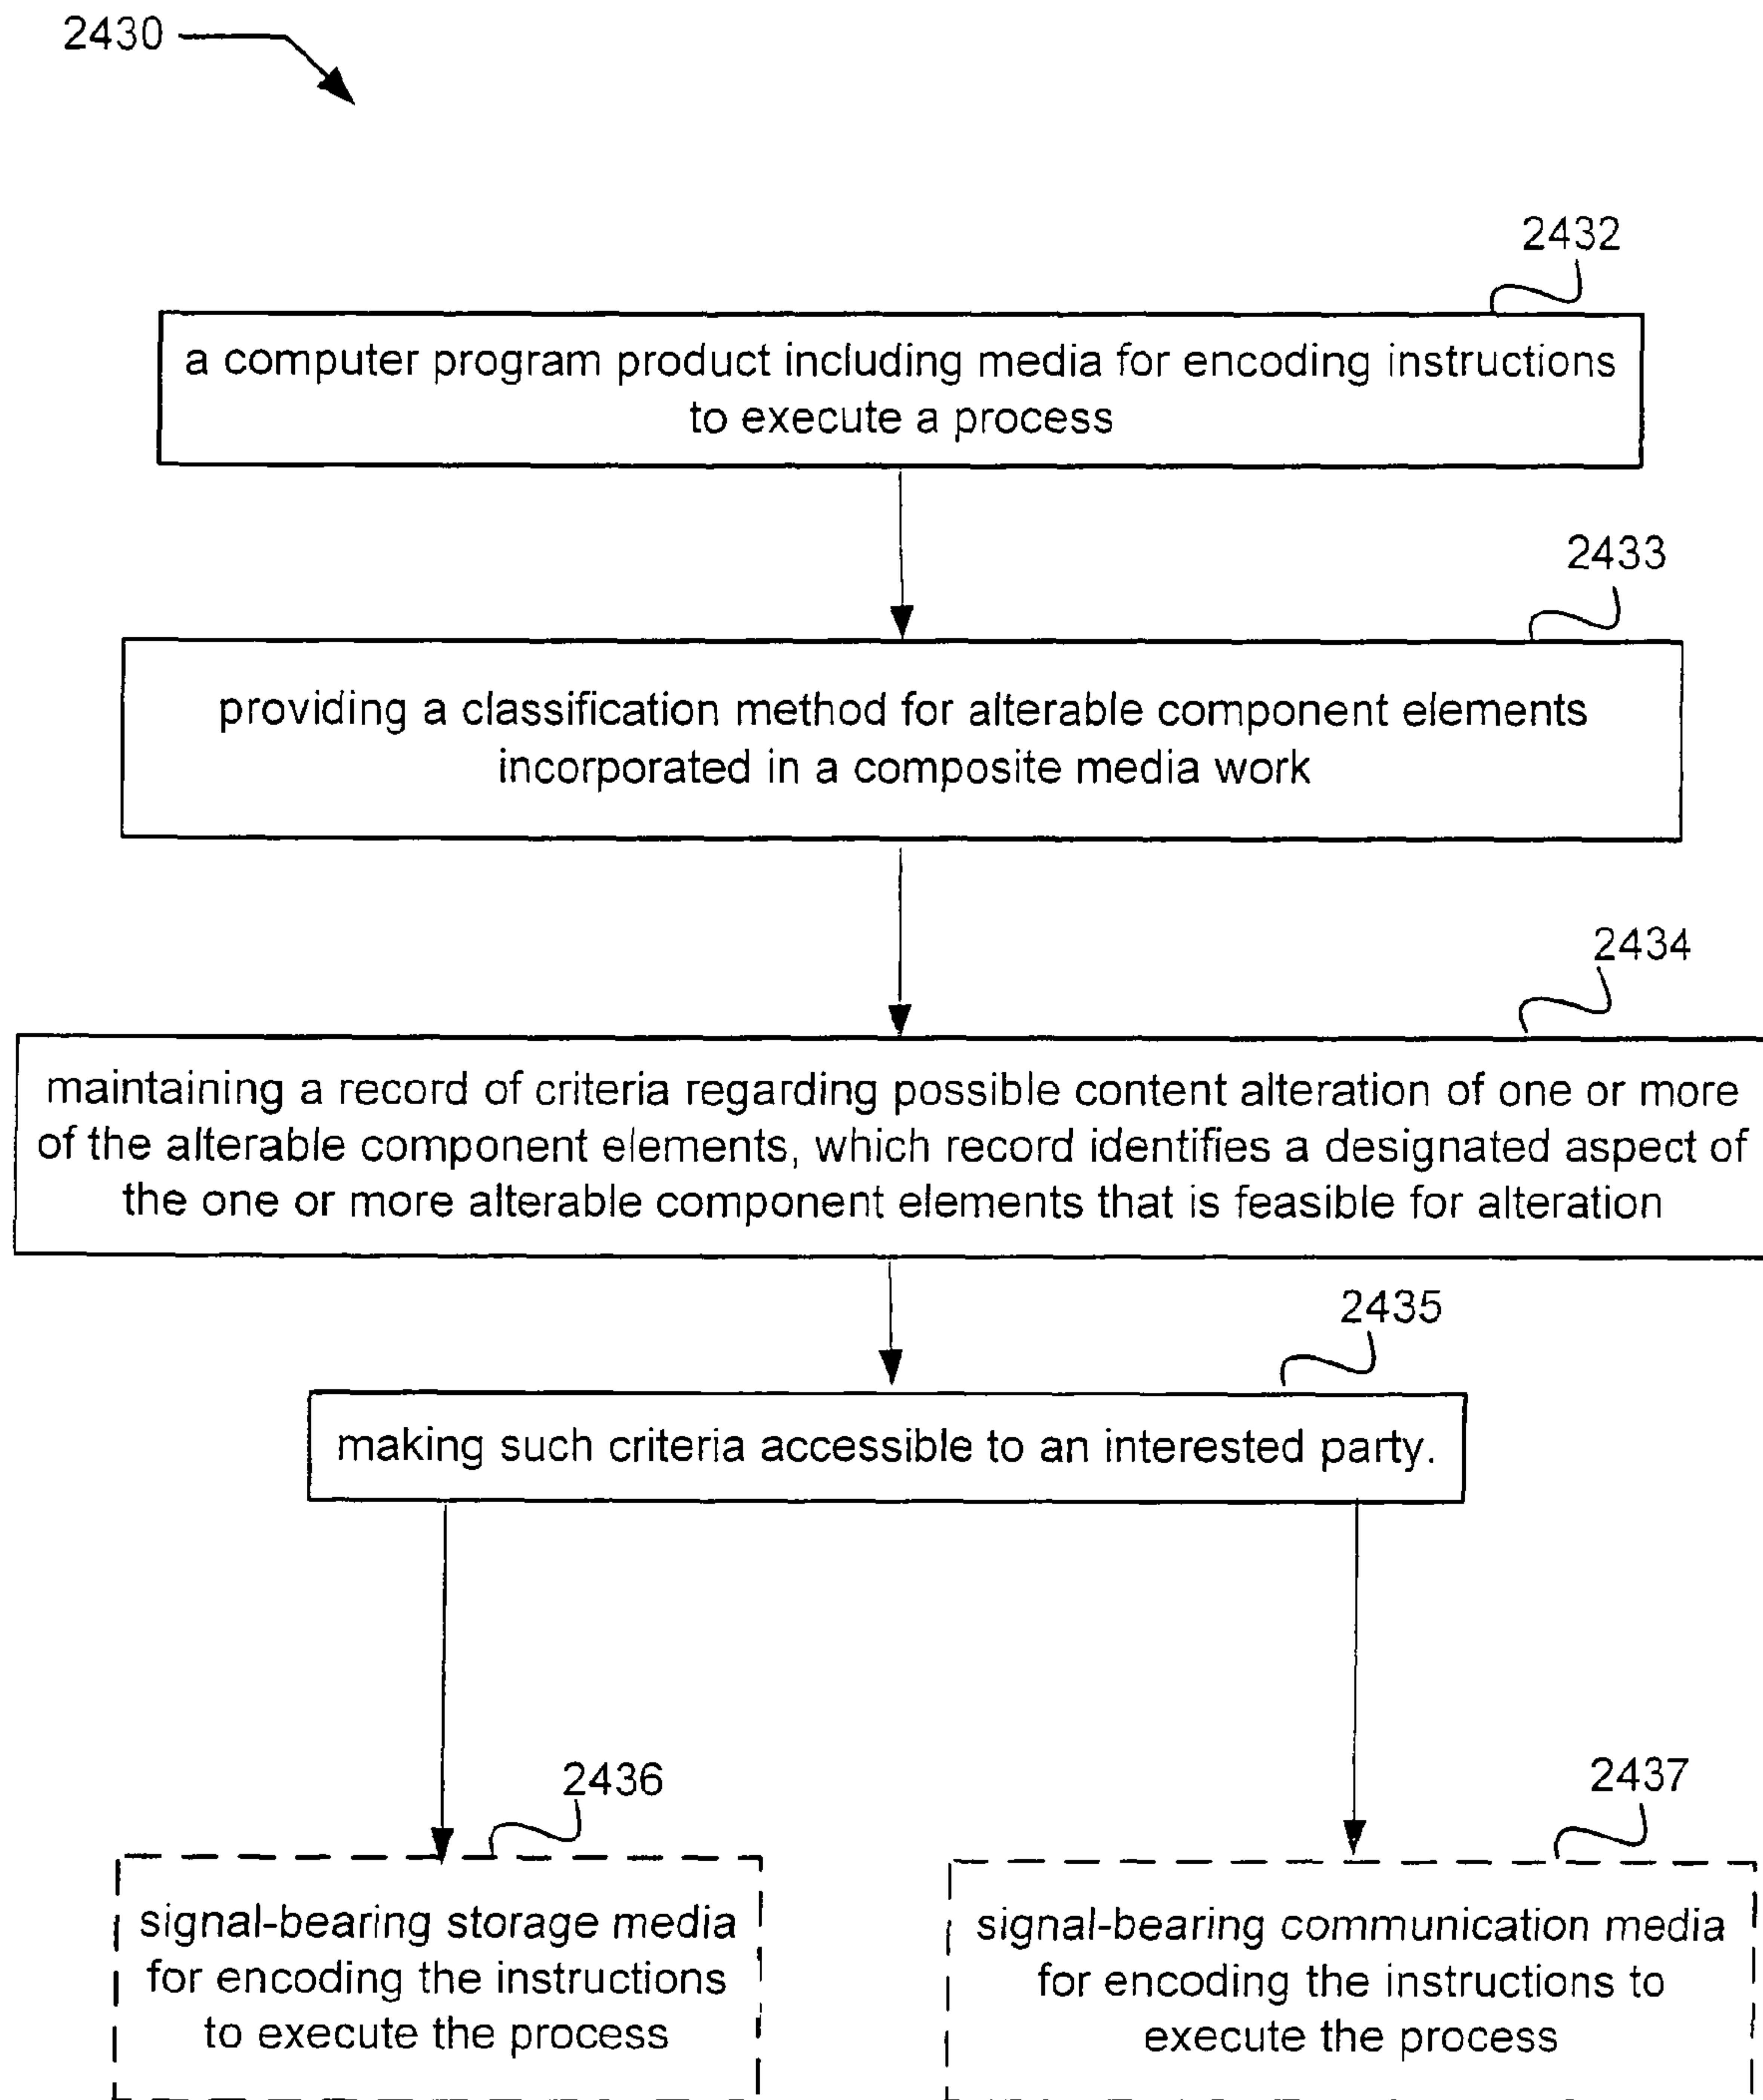 2430
2432
a computer program product including media for encoding instructions
to execute a process
2433
providing a classification method for alterable component elements
incorporated in a composite media work
2434
maintaining a record of criteria regarding possible content alteration of one or more
of the alterable component elements, which record identifies a designated aspect of
the one or more alterable component elements that is feasible for alteration
2435
making such criteria accessible to an interested party.
2436
signal-bearing storage media
for encoding the instructions
to execute the process
2437
signal-bearing communication media
for encoding the instructions to
execute the process